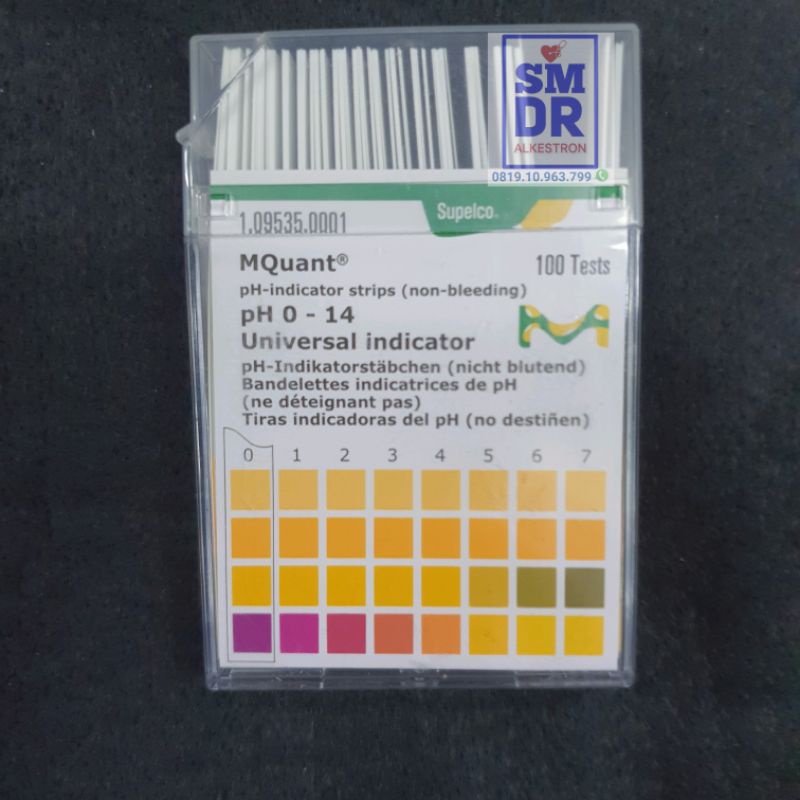 SM
DR
ALKESTRON
0819.10.963.799
Supelco
1.09535.0001
MQuant®
100 Tests
pH-indicator strips (non-bleeding)
pH 0 - 14
Universal indicator
pH-Indikatorstäbchen (nicht blutend)
Bandelettes indicatrices de pH
(ne déteignant pas)
Tiras indicadoras del pH (no destiñen)
0 1 2 3 4 5 6 7